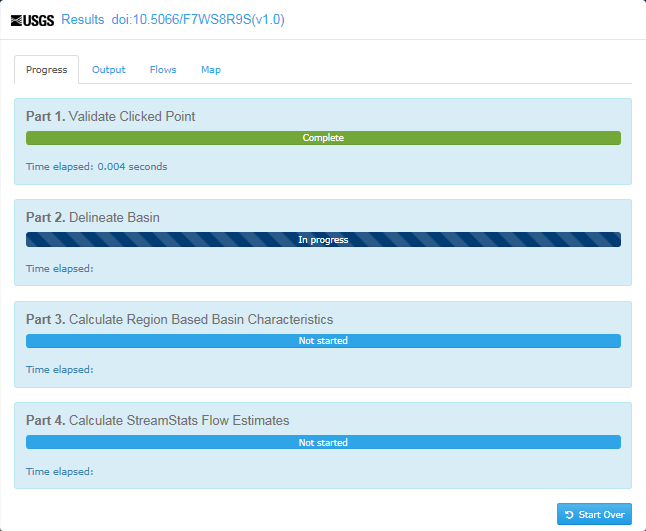 USGS Results doi:10.5066/F7WS8R9S(v1.0)
Progress Output Flows Map
Part 1. Validate Clicked Point
Complete
Time elapsed: 0.004 seconds
Part 2. Delineate Basin
In progress
Time elapsed:
Part 3. Calculate Region Based Basin Characteristics
Not started
Time elapsed:
Part 4. Calculate StreamStats Flow Estimates
Not started
Time elapsed:
Start Over